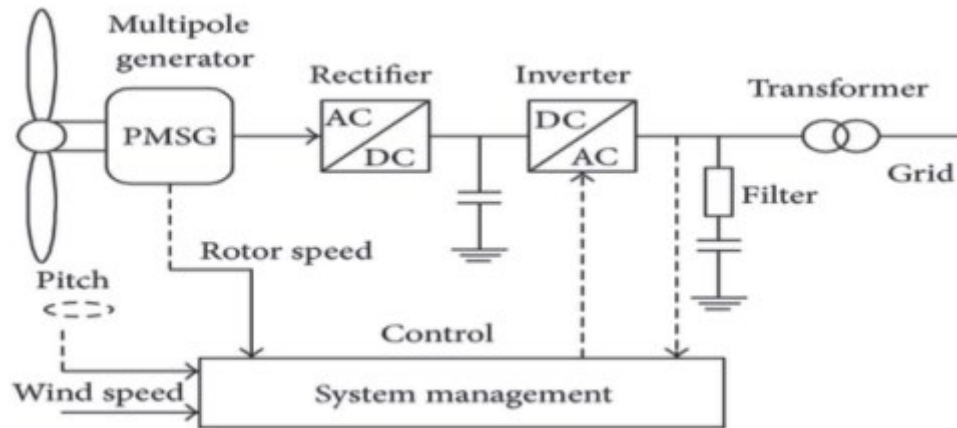 Multipole
generator
Rectifier
Inverter
Transformer
PMSG
AC
DC
DC
AC
Grid
Filter
Rotor speed
Pitch
Control
Wind speed
System management